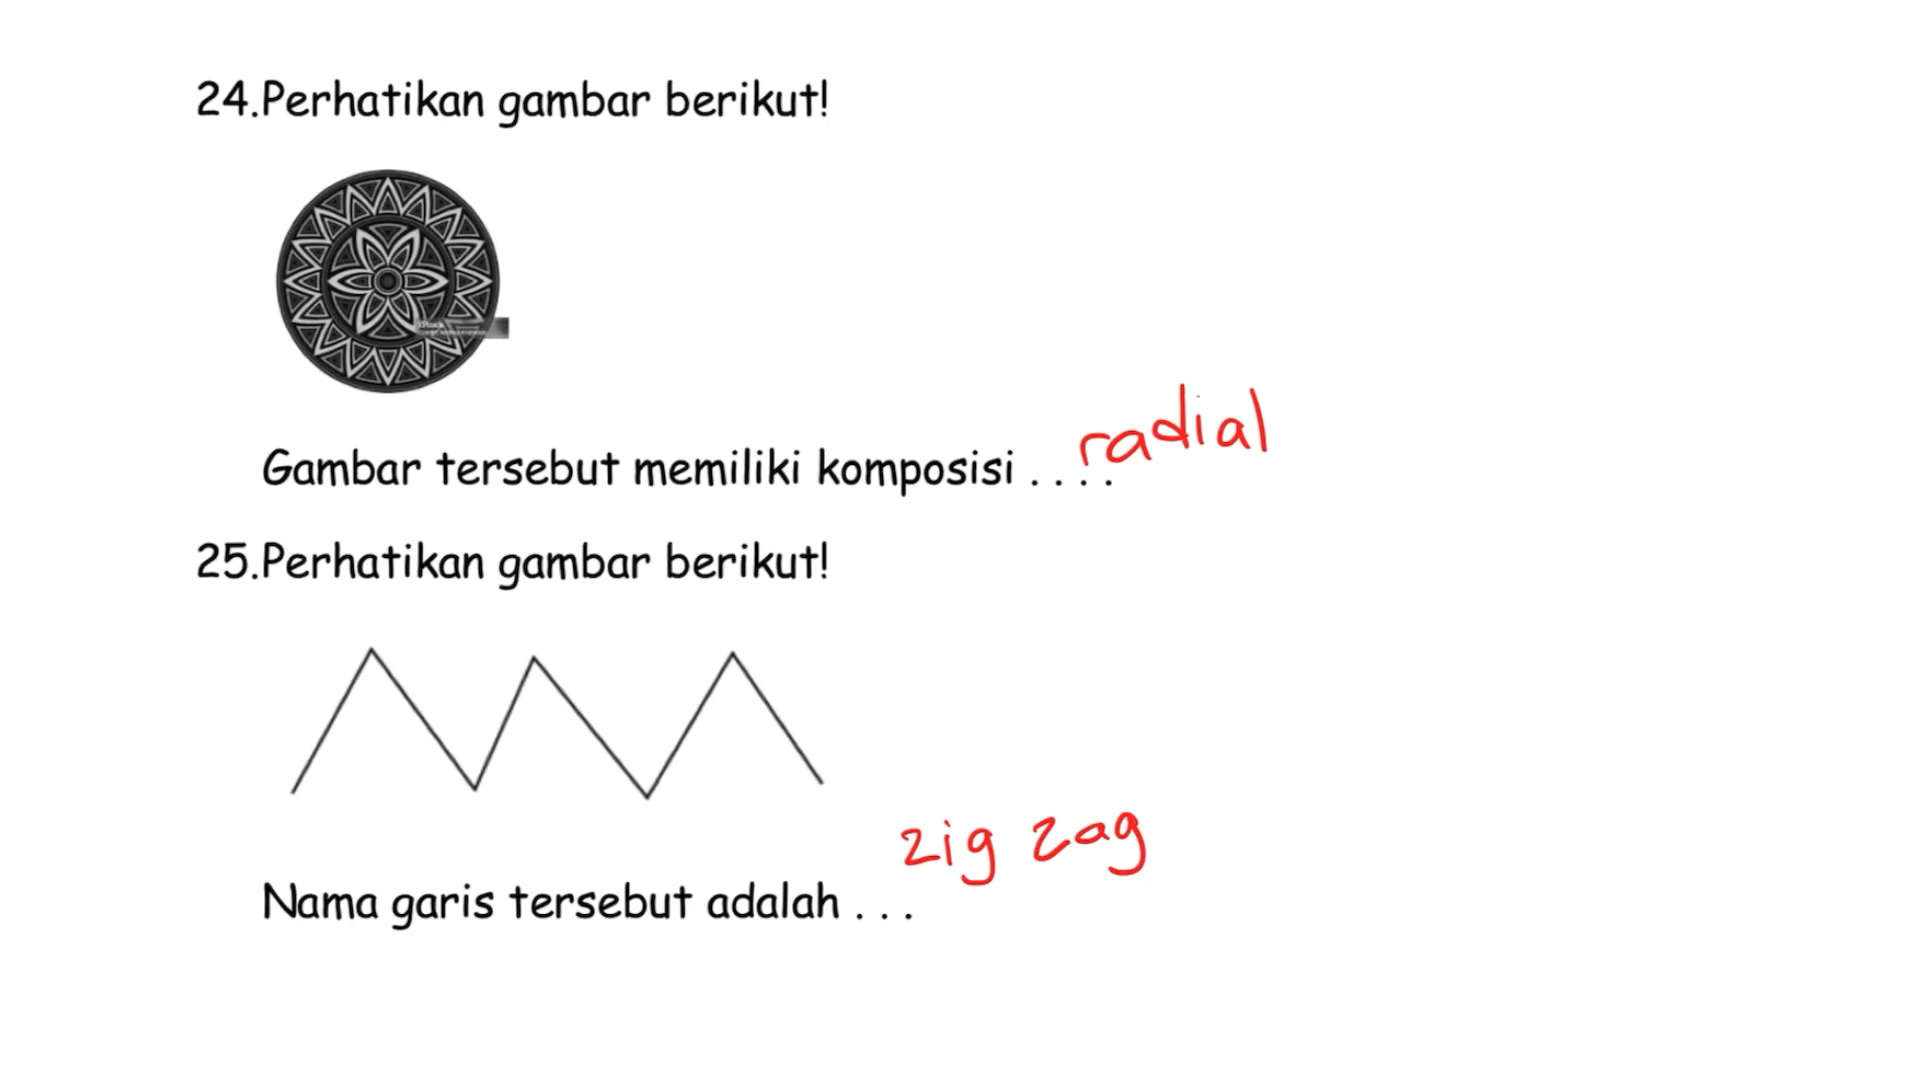 24.Perhatikan gambar berikut!
iStock
Gambar tersebut memiliki komposisi . . . .
radial
25.Perhatikan gambar berikut!
Nama garis tersebut adalah . . .
zig zag